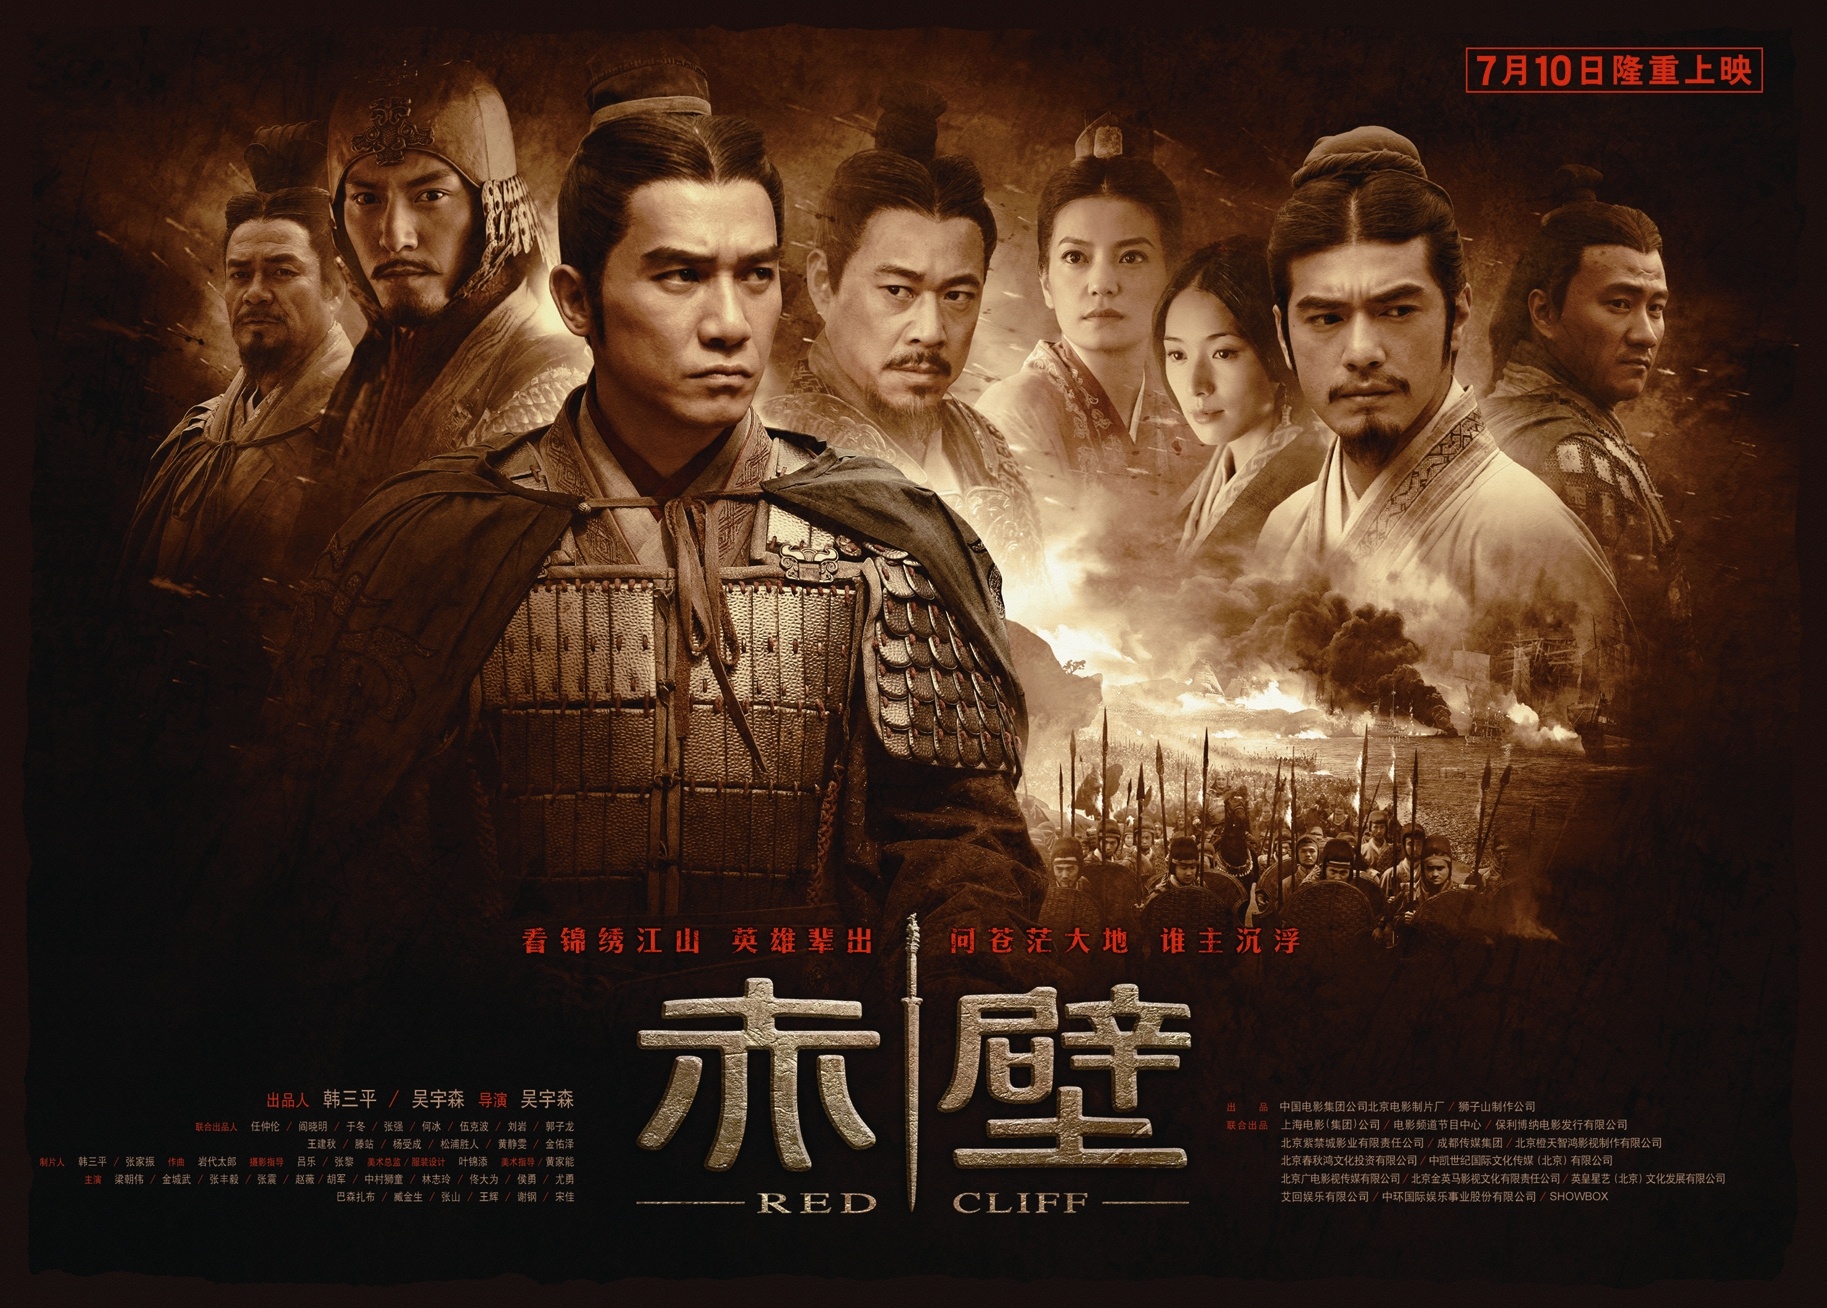 7月10日隆重上映
看锦绣江山 英雄辈出 问苍茫大地 谁主沉浮
赤壁
RED CLIFF
出品人 韩三平 / 吴宇森 导演 吴宇森
联合出品人 任仲伦 / 阎晓明 / 于冬 / 张强 / 何冰 / 伍克波 / 刘岩 / 郭子龙
王建秋 / 滕站 / 杨受成 / 松浦胜人 / 黄静雯 / 金佑泽
制片人 韩三平 / 张家振 作曲 岩代太郎 摄影指导 吕乐 / 张黎 美术总监 / 服装设计 叶锦添 美术指导 / 黄家能
主演 梁朝伟 / 金城武 / 张丰毅 / 张震 / 赵薇 / 胡军 / 中村狮童 / 林志玲 / 佟大为 / 侯勇 / 尤勇
巴森扎布 / 臧金生 / 张山 / 王辉 / 谢钢 / 宋佳
出 品 中国电影集团公司北京电影制片厂 / 狮子山制作公司
联合出品 上海电影(集团)公司 / 电影频道节目中心 / 保利博纳电影发行有限公司
北京紫禁城影业有限责任公司 / 成都传媒集团 / 北京橙天智鸿影视制作有限公司
北京春秋鸿文化投资有限公司 / 中凯世纪国际文化传媒 (北京) 有限公司
北京广电影视传媒有限公司 / 北京金英马影视文化有限责任公司 / 英皇星艺 (北京) 文化发展有限公司
艾回娱乐有限公司 / 中环国际娱乐事业股份有限公司 / SHOWBOX